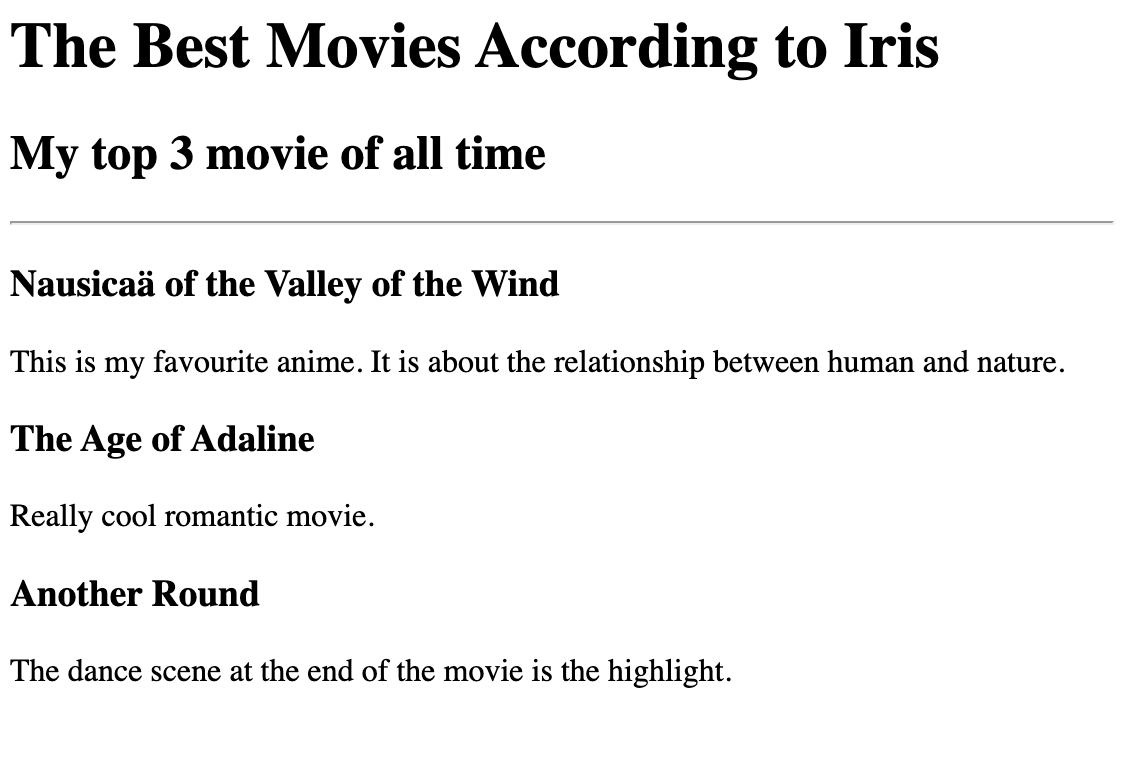 The Best Movies According to Iris
My top 3 movie of all time
Nausicaä of the Valley of the Wind
This is my favourite anime. It is about the relationship between human and nature.
The Age of Adaline
Really cool romantic movie.
Another Round
The dance scene at the end of the movie is the highlight.